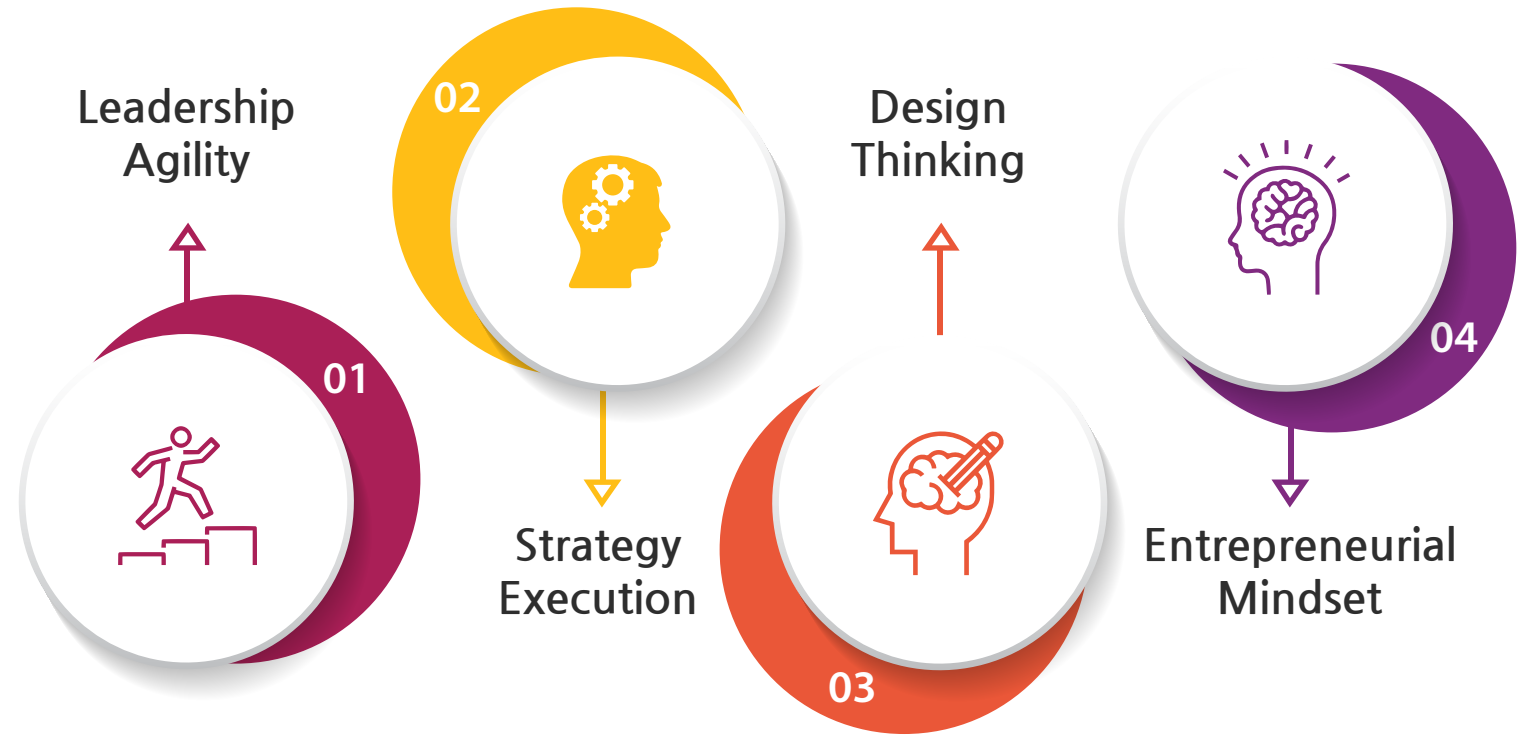 01
Leadership
Agility
02
Strategy
Execution
03
Design
Thinking
04
Entrepreneurial
Mindset